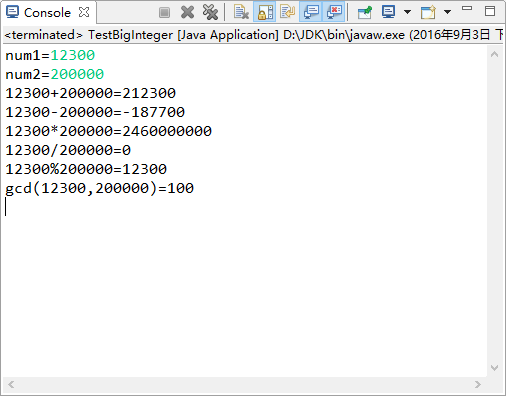 Console
<terminated> TestBigInteger [Java Application] D:\JDK\bin\javaw.exe (2016年9月3日 下
num1=12300
num2=200000
12300+200000=212300
12300-200000=-187700
12300*200000=2460000000
12300/200000=0
12300%200000=12300
gcd(12300,200000)=100